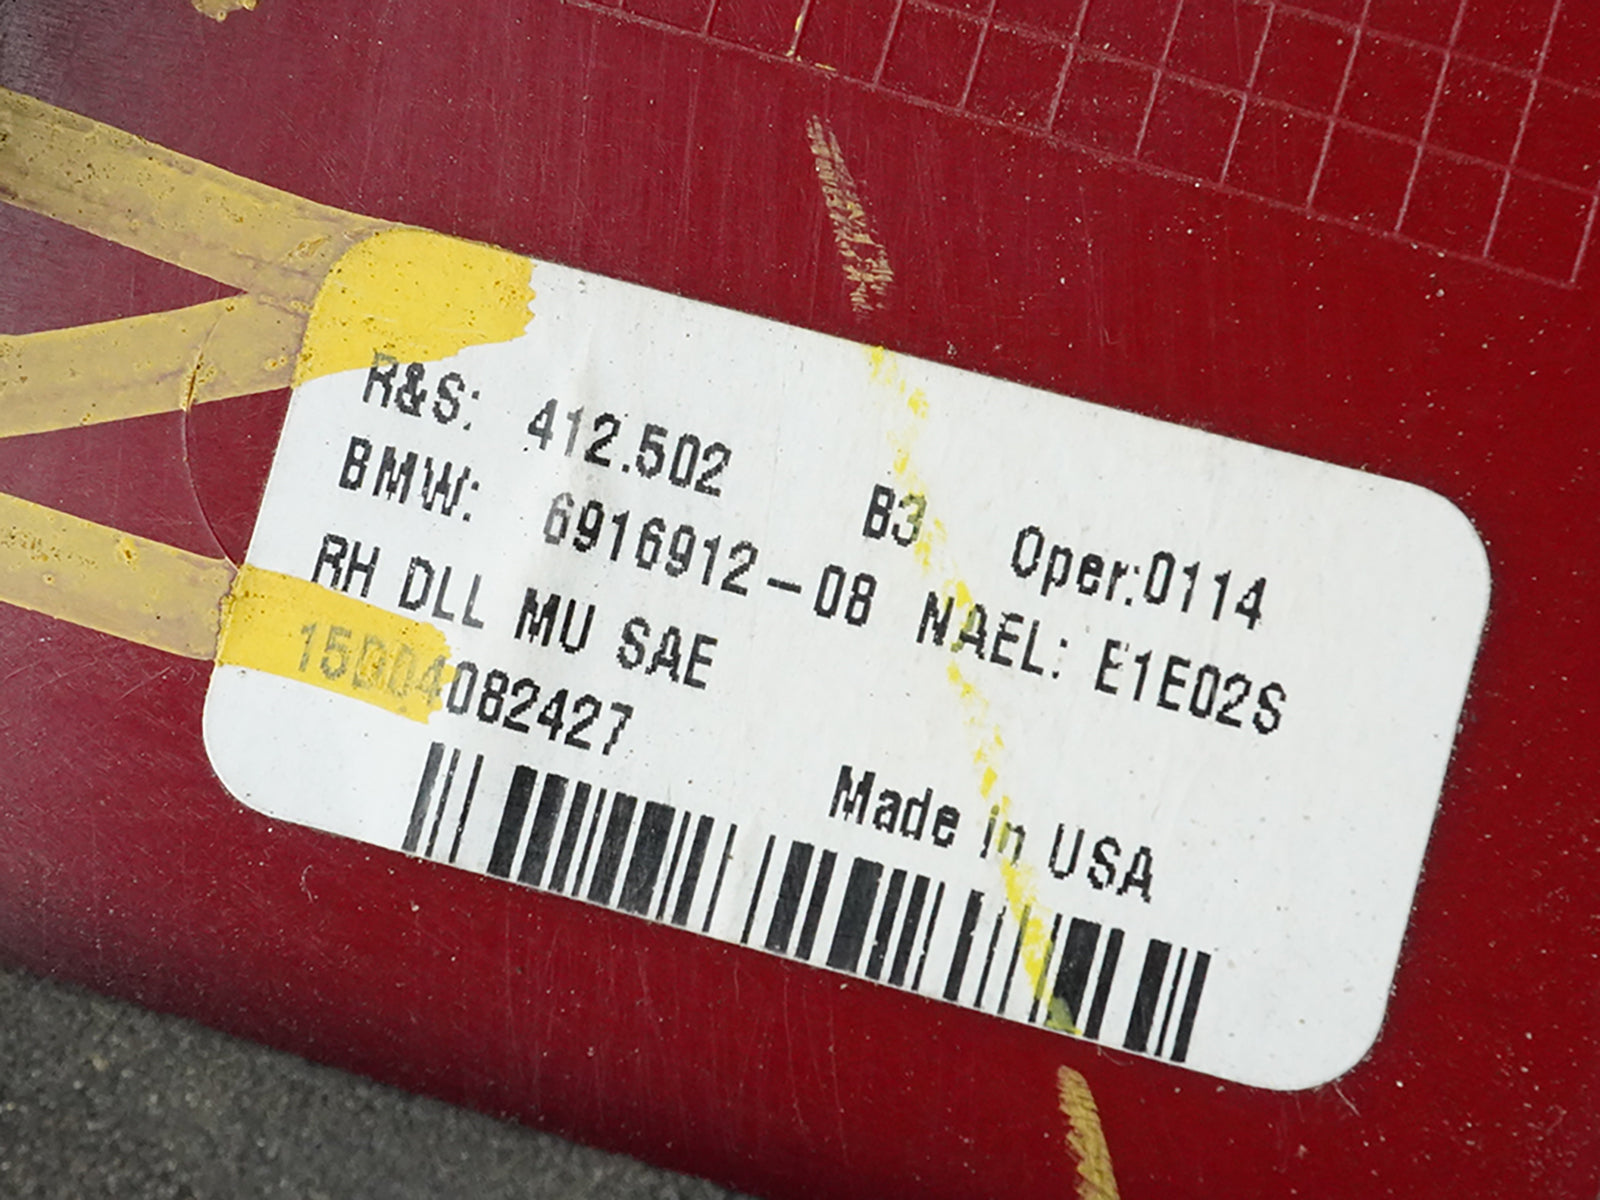 R&S: 412.502 B3 Oper:0114
BMW: 6916912-08 NAEL: E1E02S
RH DLL MU SAE
15D04082427
Made in USA